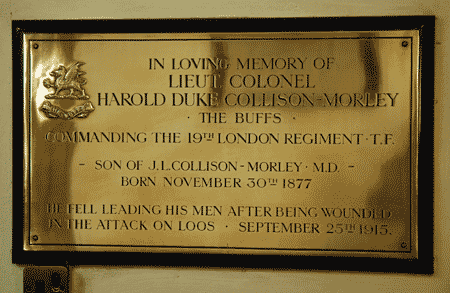 IN LOVING MEMORY OF
LIEUT COLONEL
HAROLD DUKE COLLISON-MORLEY
· THE BUFFS ·
COMMANDING THE 19TH LONDON REGIMENT · T.F.
- SON OF J.L.COLLISON-MORLEY · M.D. -
BORN NOVEMBER 30TH 1877
HE FELL LEADING HIS MEN AFTER BEING WOUNDED
IN THE ATTACK ON LOOS · SEPTEMBER 25TH 1915.